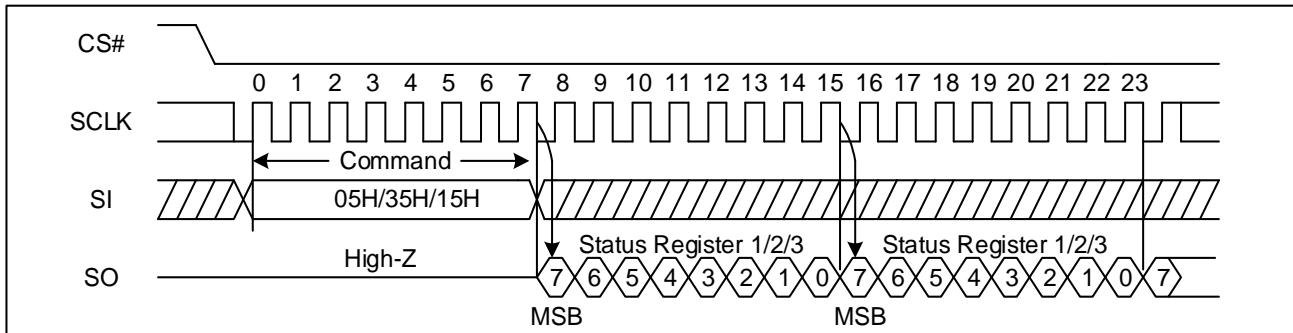 CS#
0 1 2 3 4 5 6 7 8 9 10 11 12 13 14 15 16 17 18 19 20 21 22 23
SCLK
Command
SI
05H/35H/15H
High-Z
Status Register 1/2/3
Status Register 1/2/3
SO
7 6 5 4 3 2 1 0 7 6 5 4 3 2 1 0 7
MSB
MSB